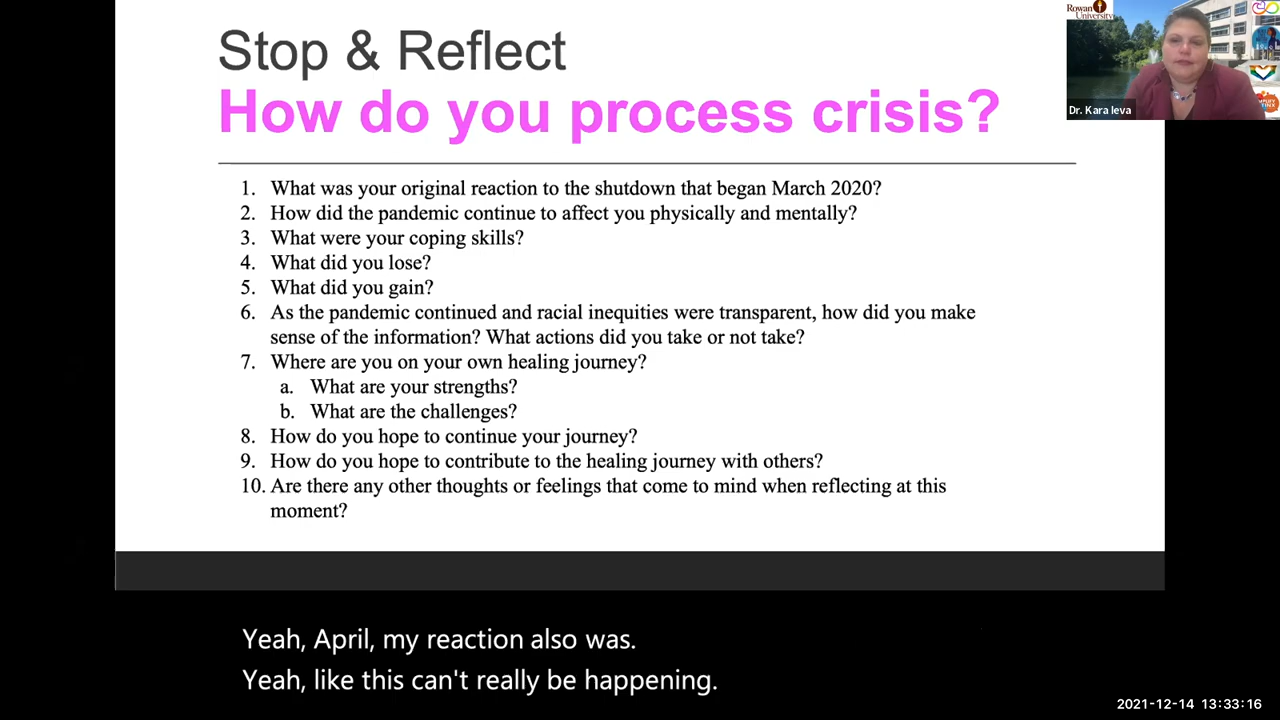 Stop & Reflect
How do you process crisis?
1. What was your original reaction to the shutdown that began March 2020?
2. How did the pandemic continue to affect you physically and mentally?
3. What were your coping skills?
4. What did you lose?
5. What did you gain?
6. As the pandemic continued and racial inequities were transparent, how did you make
sense of the information? What actions did you take or not take?
7. Where are you on your own healing journey?
a. What are your strengths?
b. What are the challenges?
8. How do you hope to continue your journey?
9. How do you hope to contribute to the healing journey with others?
10. Are there any other thoughts or feelings that come to mind when reflecting at this
moment?
Rowan
University
Dr. Kara Ieva
Yeah, April, my reaction also was.
Yeah, like this can't really be happening.
2021-12-14 13:33:16